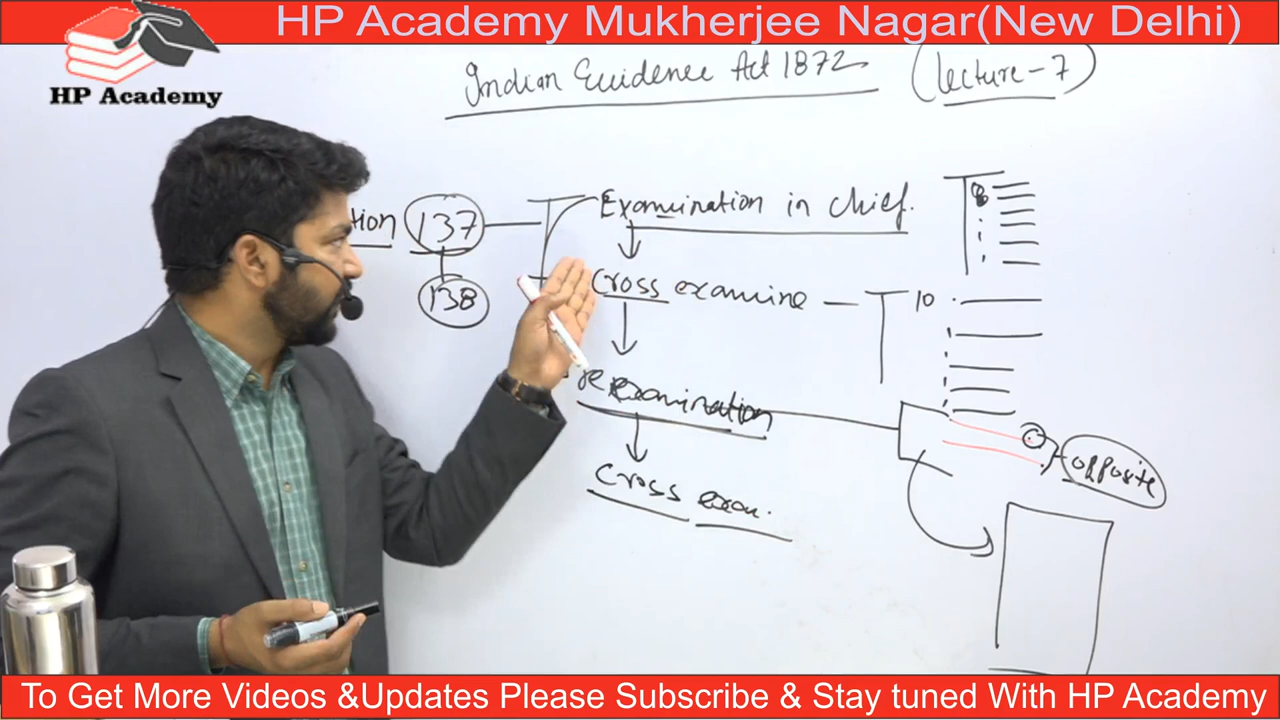 HP Academy Mukherjee Nagar(New Delhi)
HP Academy
Indian Evidence Act 1872 (lecture-7)
tion 137 Examination in chief. 8
138 Cross examine 10
re examination
opposite
Cross exam.
To Get More Videos &Updates Please Subscribe & Stay tuned With HP Academy